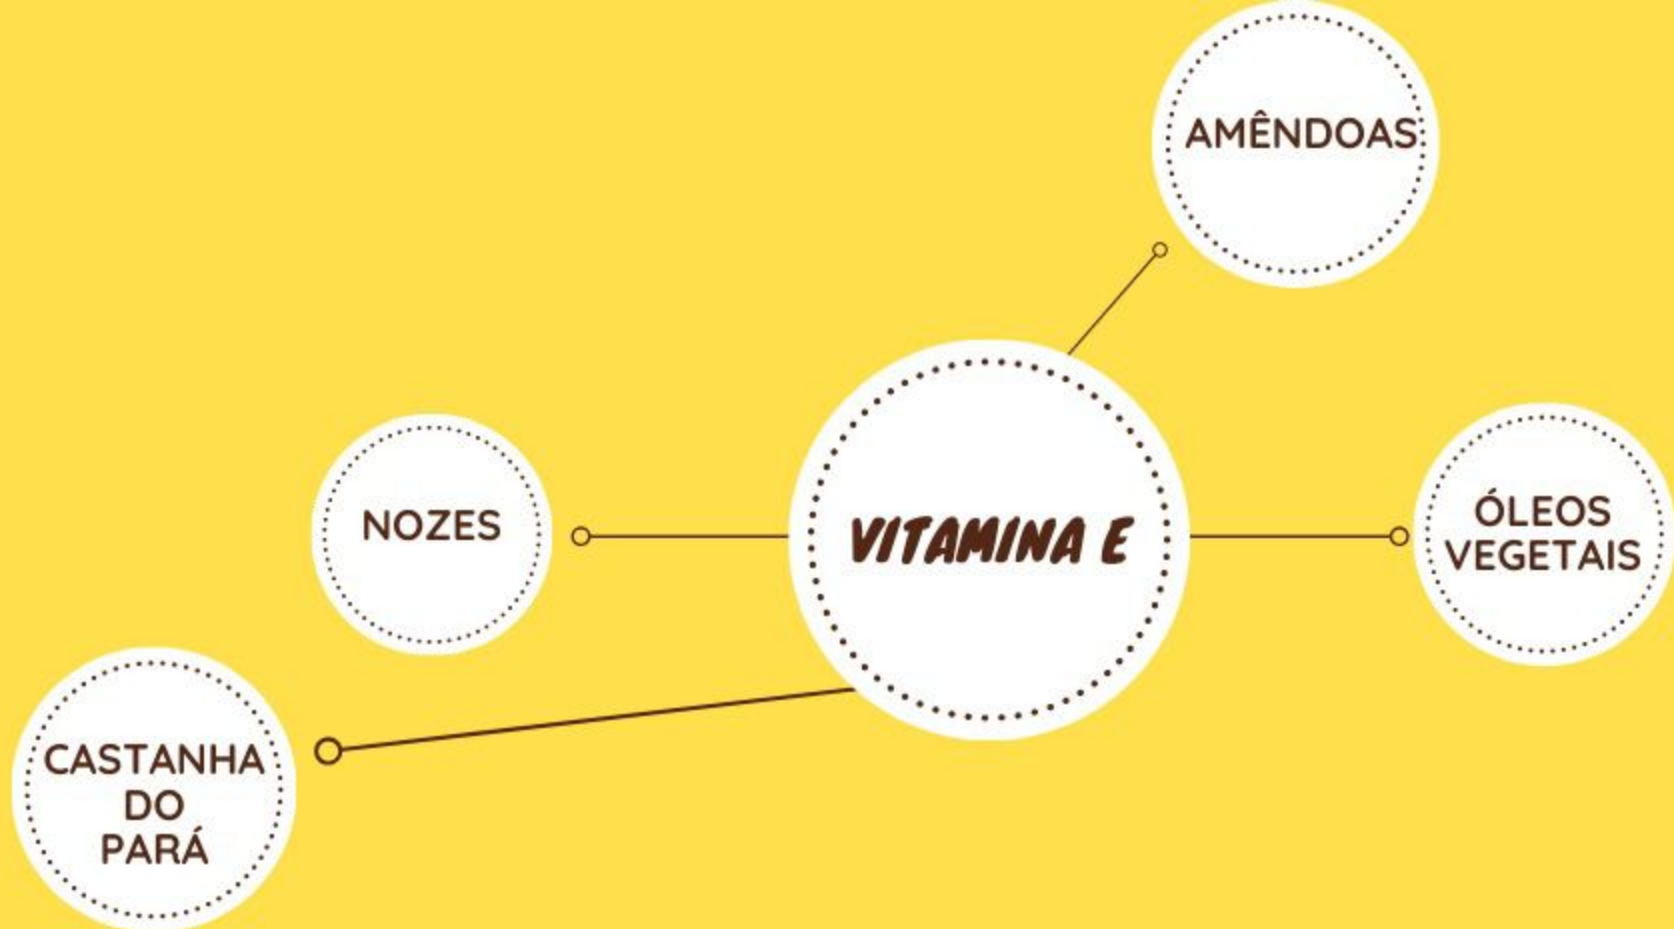 AMÊNDOAS
NOZES
VITAMINA E
ÓLEOS
VEGETAIS
CASTANHA
DO
PARÁ